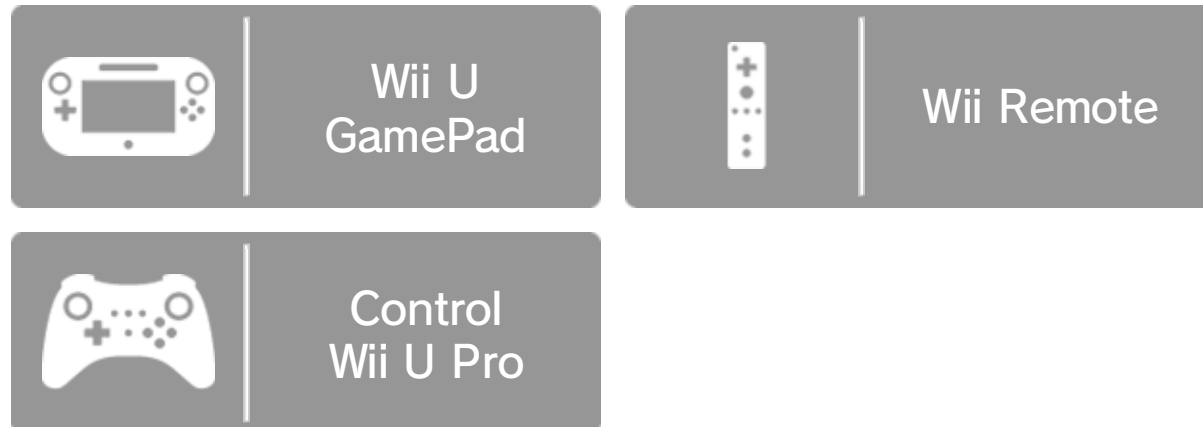 Wii U
GamePad
Wii Remote
Control
Wii U Pro